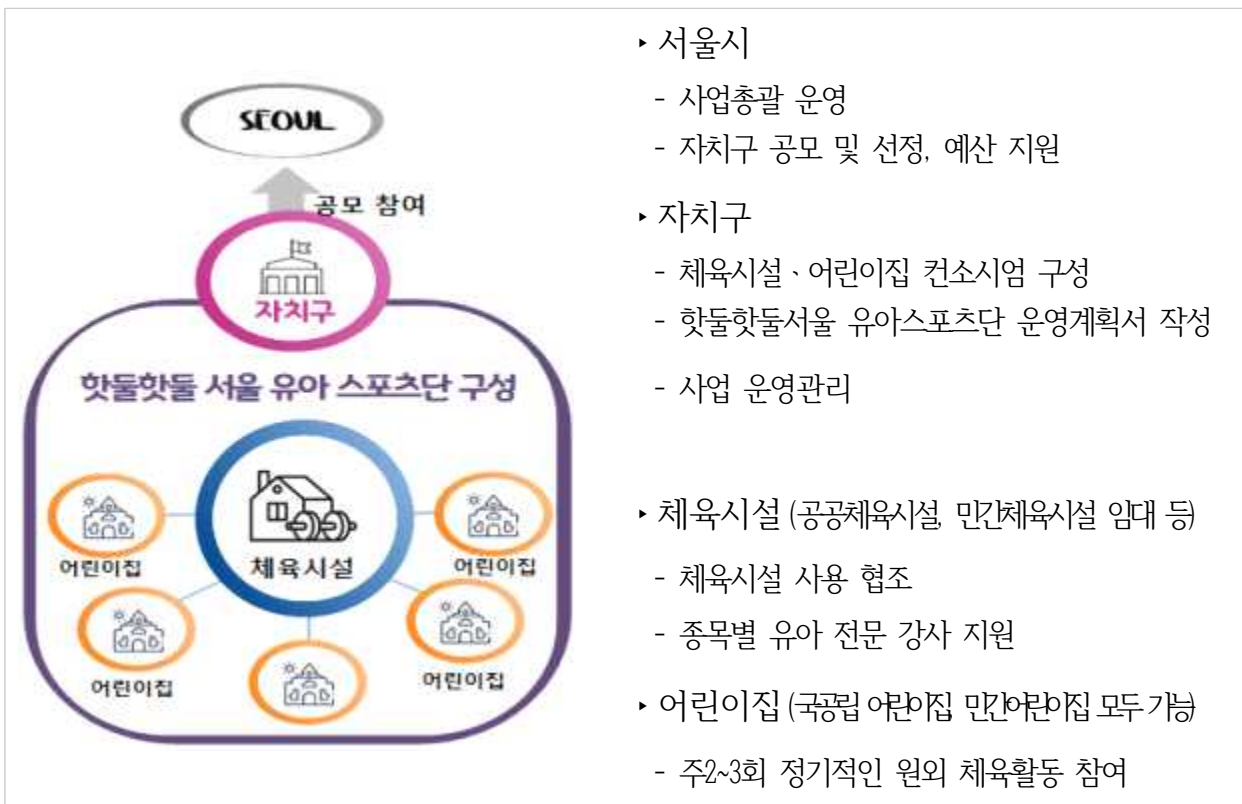 SEOUL
공모 참여
자치구
핫둘핫둘 서울 유아 스포츠단 구성
어린이집
체육시설
어린이집
어린이집
어린이집
‣ 서울시
- 사업총괄 운영
- 자치구 공모 및 선정, 예산 지원
‣ 자치구
- 체육시설‧어린이집 컨소시엄 구성
- 핫둘핫둘서울 유아스포츠단 운영계획서 작성
- 사업 운영관리
‣ 체육시설 (공공체육시설, 민간체육시설 임대 등)
- 체육시설 사용 협조
- 종목별 유아 전문 강사 지원
‣ 어린이집 (국공립 어린이집, 민간어린이집 모두 가능)
- 주2~3회 정기적인 원외 체육활동 참여